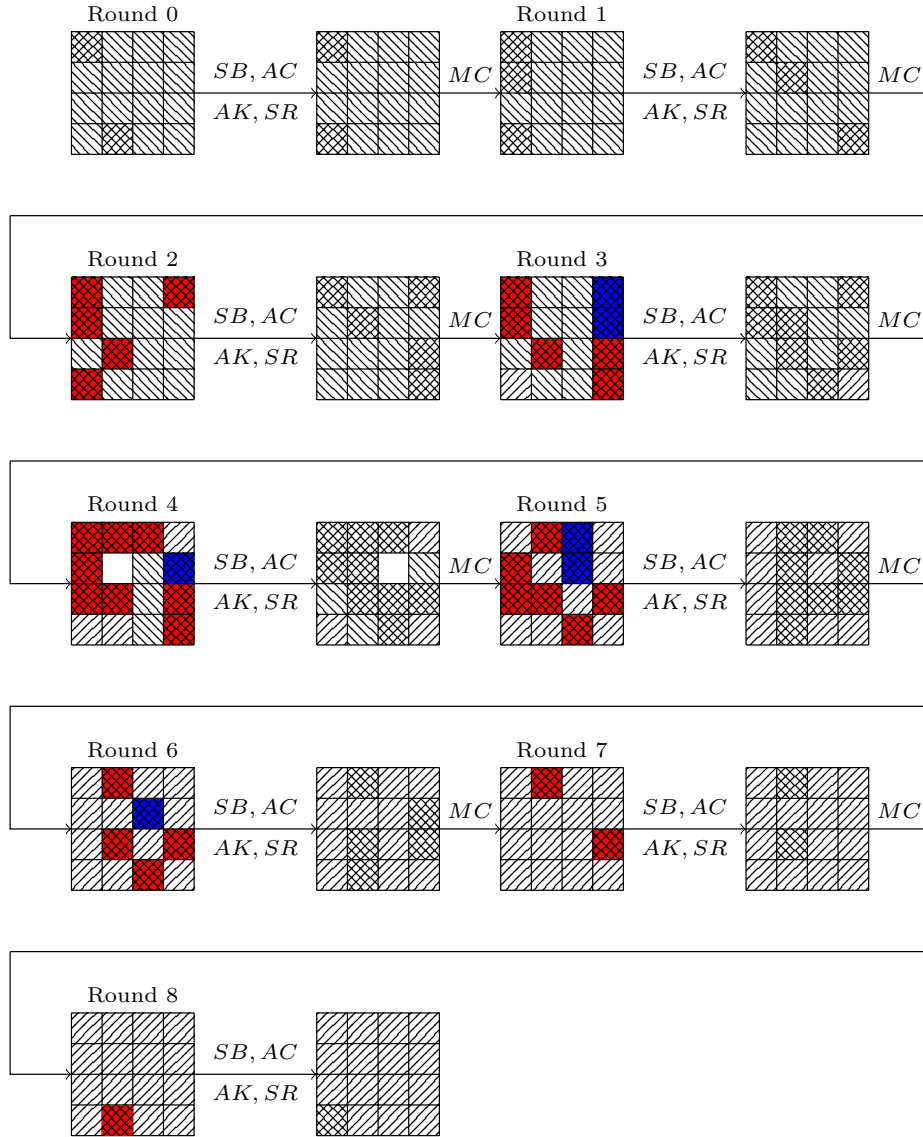 Round 0
Round 1
SB, AC
MC
SB, AC
MC
AK, SR
AK, SR
Round 2
Round 3
SB, AC
MC
SB, AC
MC
AK, SR
AK, SR
Round 4
Round 5
SB, AC
MC
SB, AC
MC
AK, SR
AK, SR
Round 6
Round 7
SB, AC
MC
SB, AC
MC
AK, SR
AK, SR
Round 8
SB, AC
AK, SR